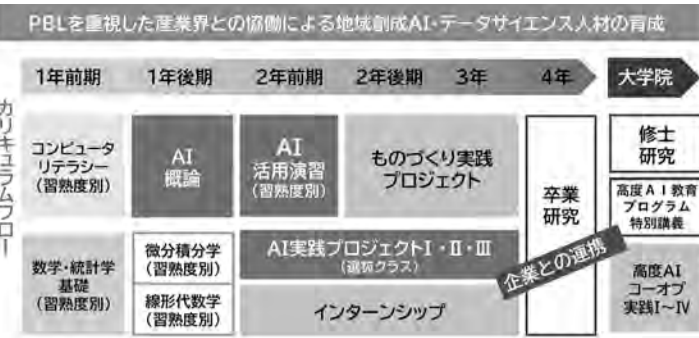 PBLを重視した産業界との協働による地域創成AI・データサイエンス人材の育成
1年前期
1年後期
2年前期
2年後期
3年
4年
大学院
カリキュラムフロー
コンピュータ
リテラシー
(習熟度別)
AI
概論
AI
活用演習
(習熟度別)
ものづくり実践
プロジェクト
卒業
研究
修士
研究
高度AI教育
プログラム
特別講義
数学・統計学
基礎
(習熟度別)
微分積分学
(習熟度別)
線形代数学
(習熟度別)
AI実践プロジェクトI・II・III
(選抜クラス)
インターンシップ
企業との連携
高度AI
コーオプ
実践I~IV